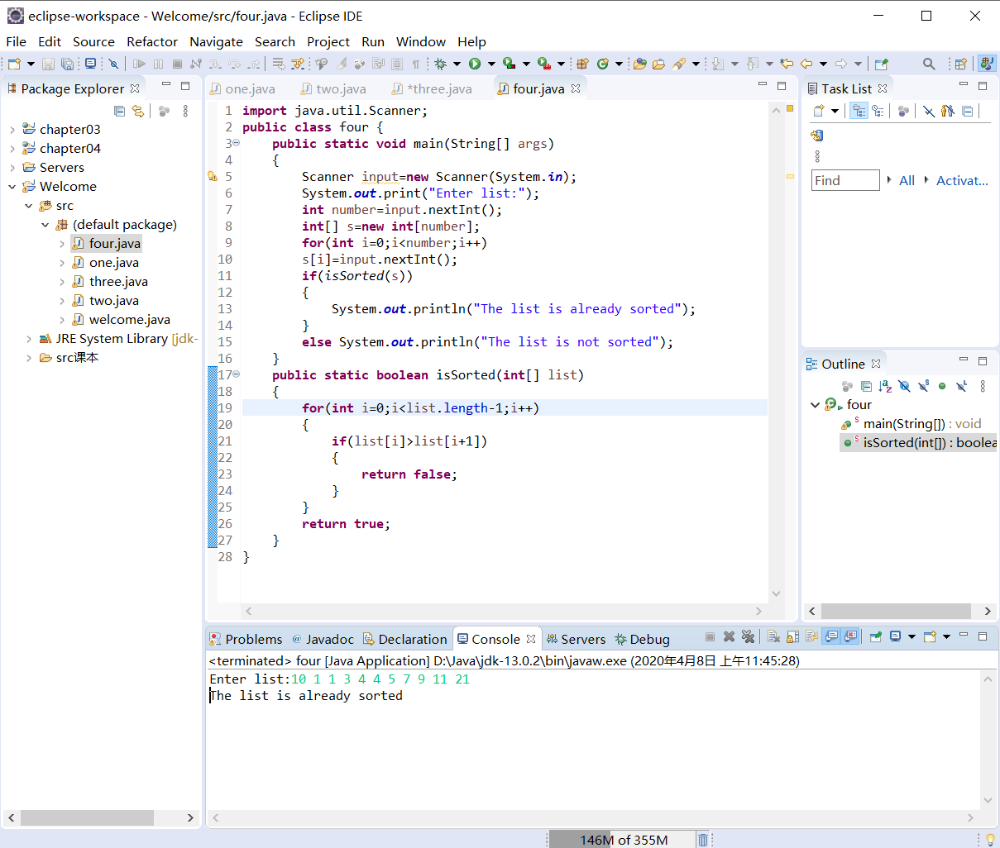 eclipse-workspace - Welcome/src/four.java - Eclipse IDE
File Edit Source Refactor Navigate Search Project Run Window Help
Package Explorer
chapter03
chapter04
Servers
Welcome
src
(default package)
four.java
one.java
three.java
two.java
welcome.java
JRE System Library [jdk-
src课本
one.java two.java *three.java four.java
1 import java.util.Scanner;
2 public class four {
3 public static void main(String[] args)
4 {
5 Scanner input=new Scanner(System.in);
6 System.out.print("Enter list:");
7 int number=input.nextInt();
8 int[] s=new int[number];
9 for(int i=0;i<number;i++)
10 s[i]=input.nextInt();
11 if(isSorted(s))
12 {
13 System.out.println("The list is already sorted");
14 }
15 else System.out.println("The list is not sorted");
16 }
17 public static boolean isSorted(int[] list)
18 {
19 for(int i=0;i<list.length-1;i++)
20 {
21 if(list[i]>list[i+1])
22 {
23 return false;
24 }
25 }
26 return true;
27 }
28 }
Task List
Find All Activat...
Outline
four
main(String[]) : void
isSorted(int[]) : boolea
Problems @ Javadoc Declaration Console Servers Debug
<terminated> four [Java Application] D:\Java\jdk-13.0.2\bin\javaw.exe (2020年4月8日 上午11:45:28)
Enter list:10 1 1 3 4 4 5 7 9 11 21
The list is already sorted
146M of 355M